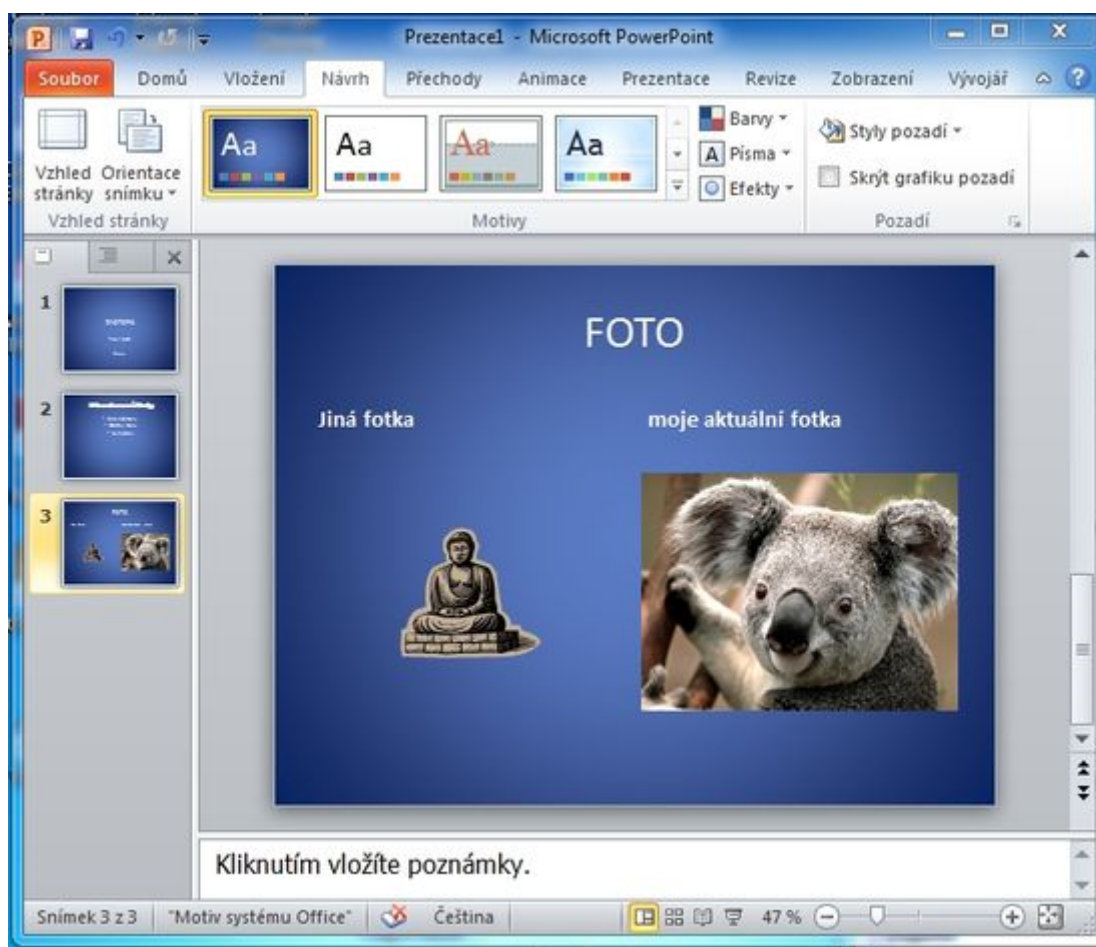 Prezentace1 - Microsoft PowerPoint
Soubor Domů Vložení Návrh Přechody Animace Prezentace Revize Zobrazení Vývojář
Vzhled stránky
Orientace snímku
Aa Aa Aa Aa
Barvy
Písma
Efekty
Styly pozadí
Skrýt grafiku pozadí
Vzhled stránky Motivy Pozadí
1
2
3
FOTO
Jiná fotka
moje aktuální fotka
Kliknutím vložíte poznámky.
Snímek 3 z 3 "Motiv systému Office" Čeština 47 %